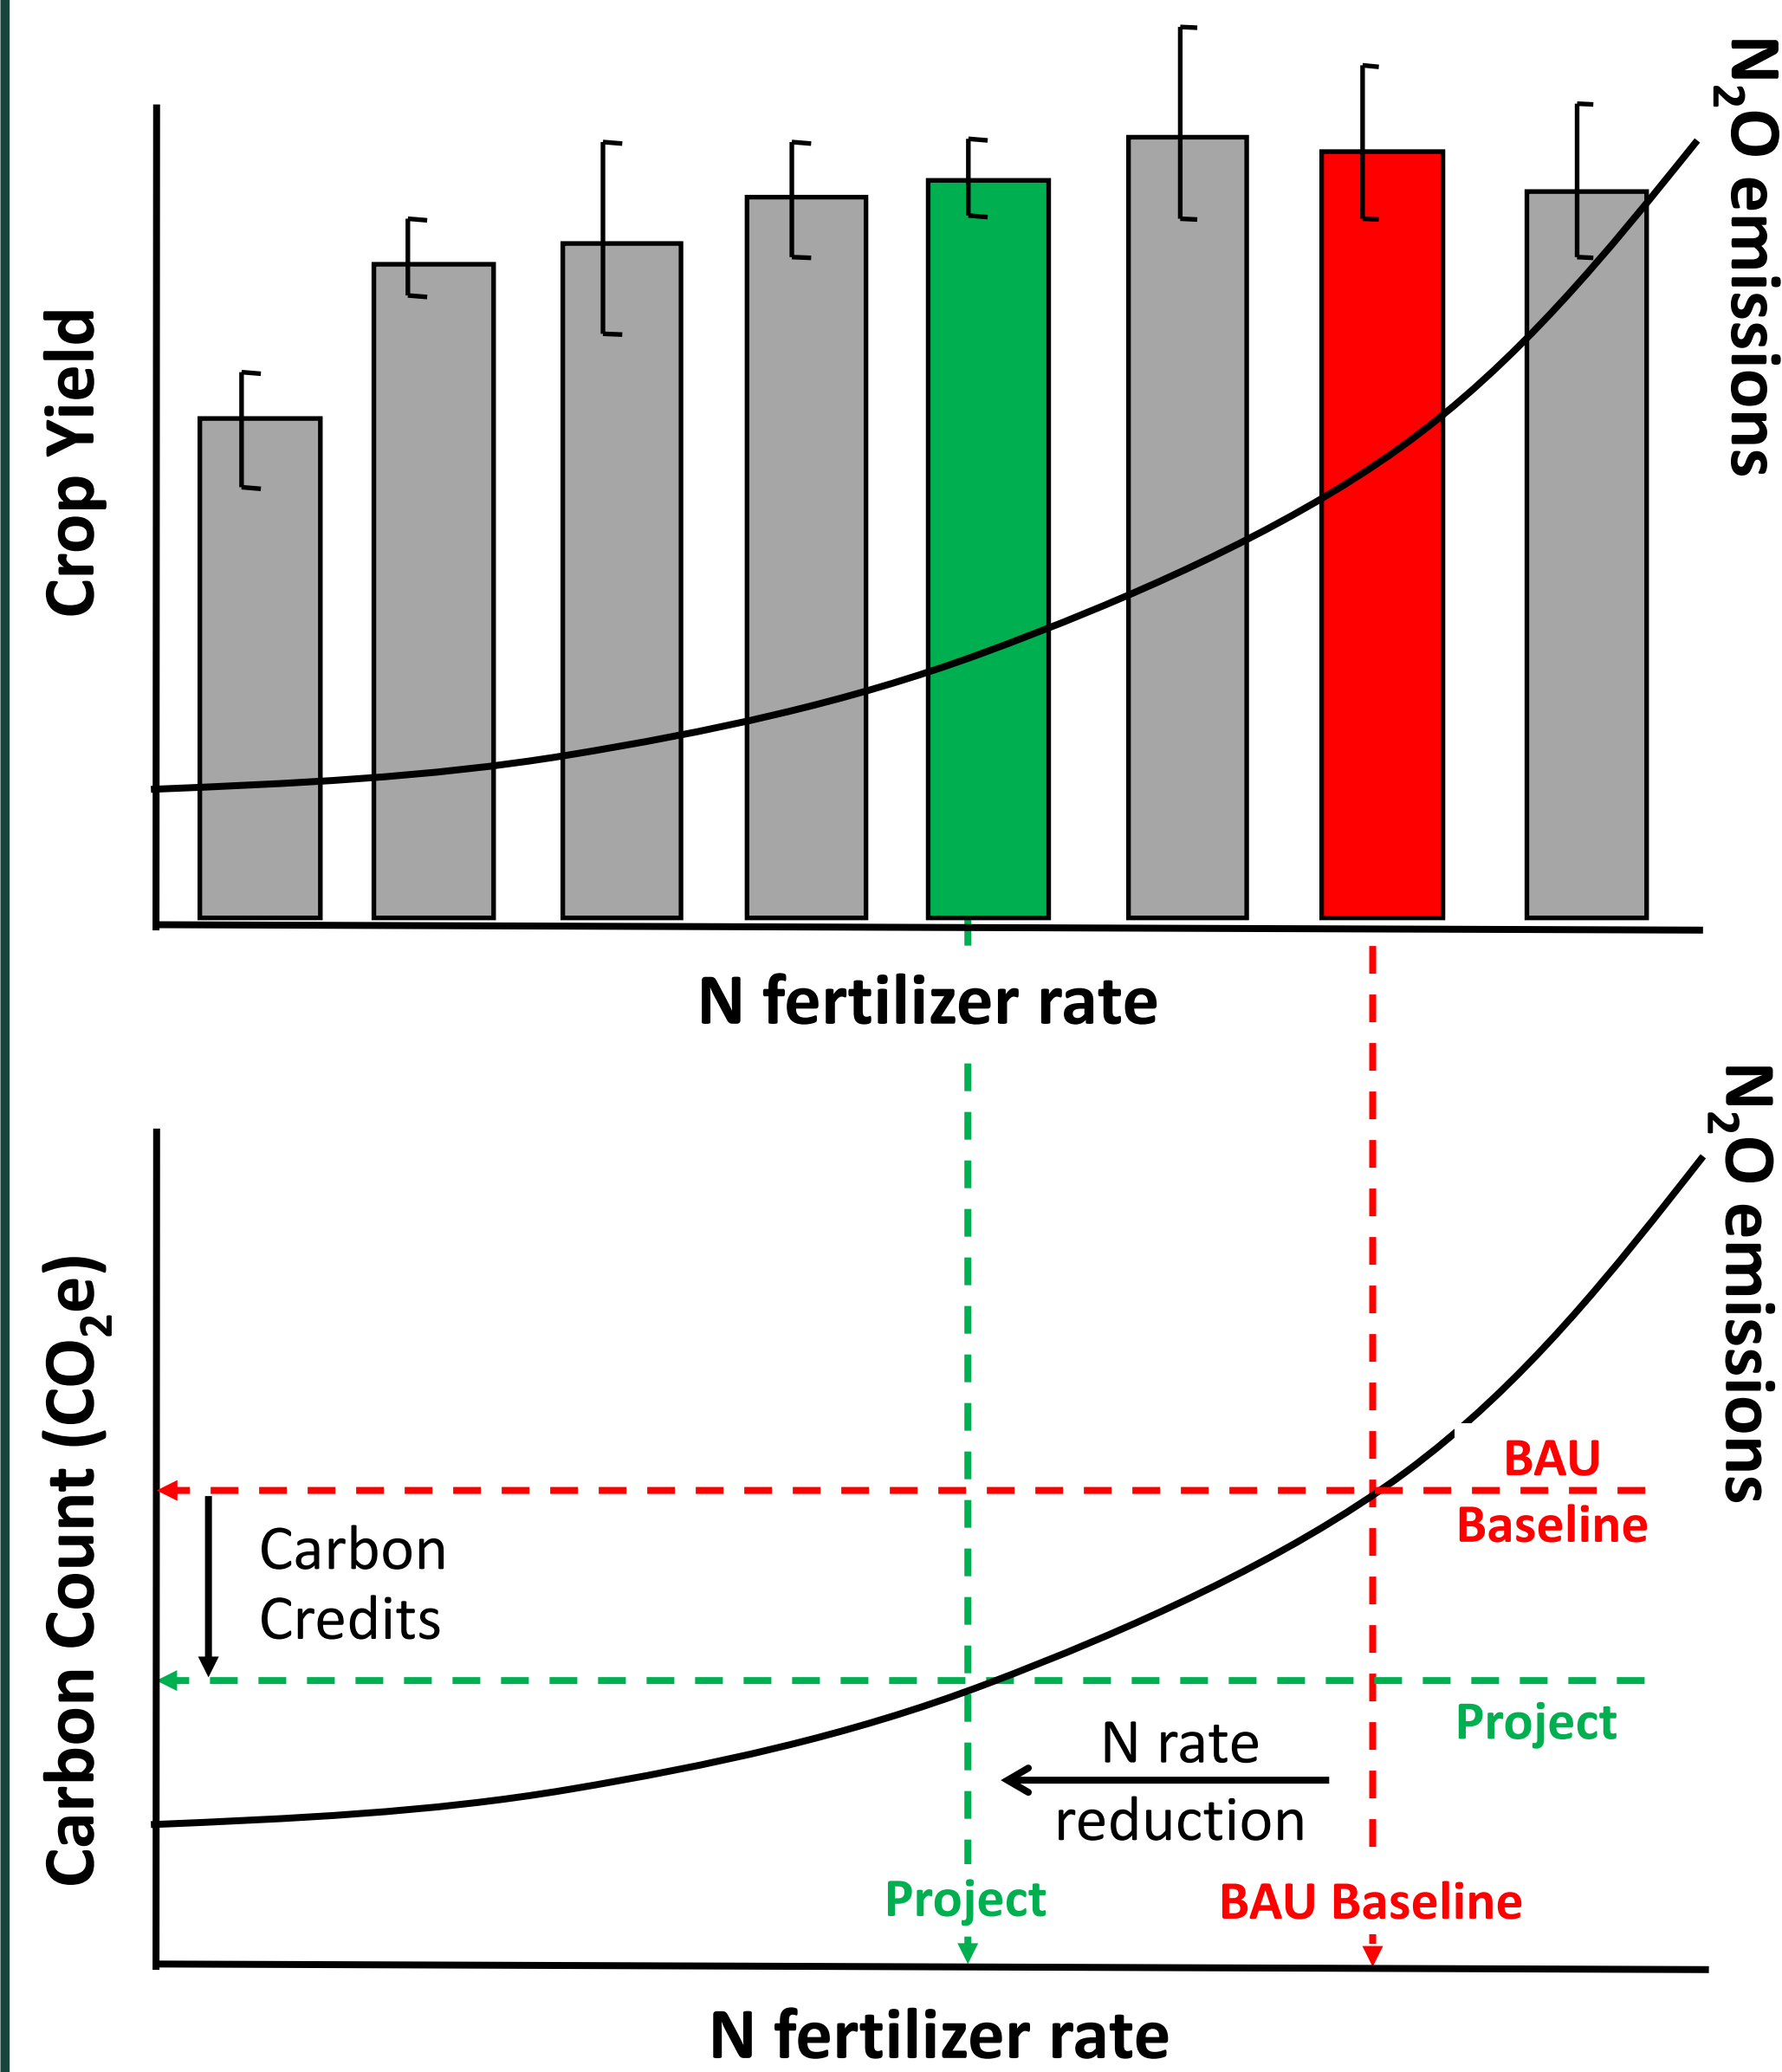 Crop Yield
N₂O emissions
N fertilizer rate
Carbon Count (CO₂e)
N₂O emissions
BAU
Baseline
Carbon
Credits
Project
N rate
reduction
Project
BAU Baseline
N fertilizer rate